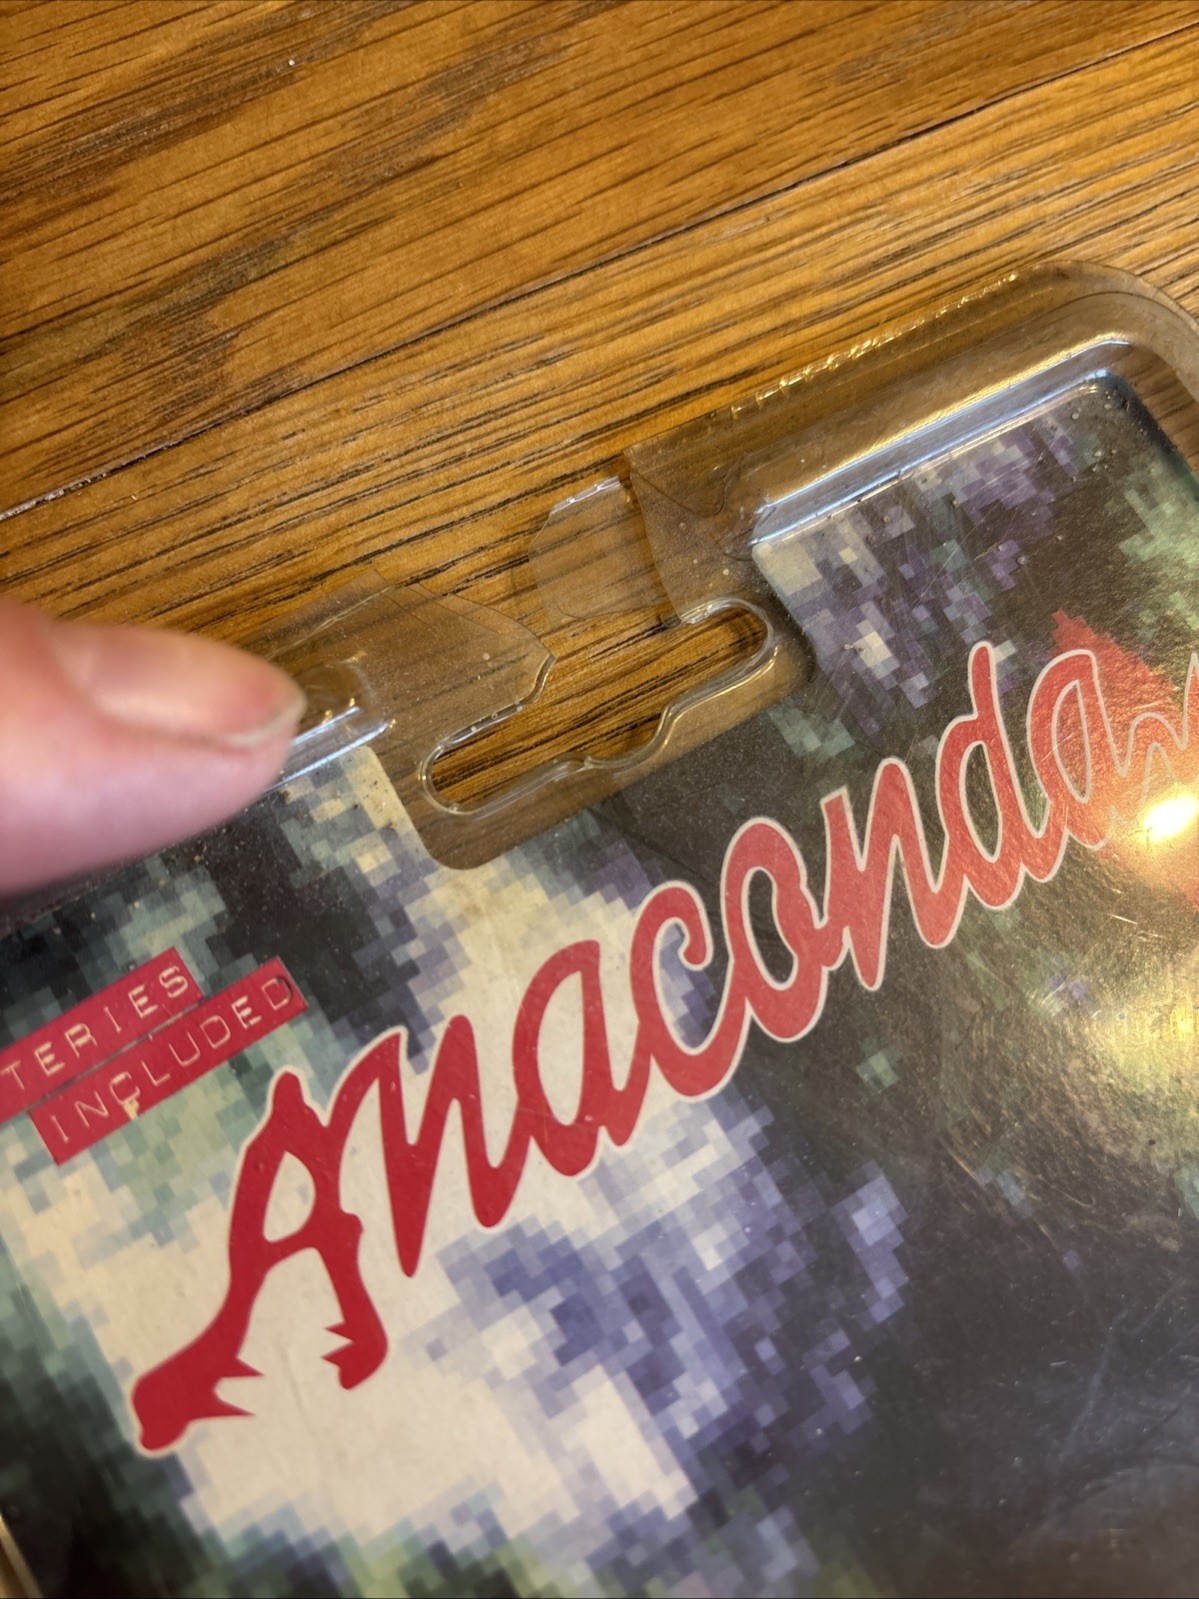 TERIES
INCLUDED
Anaconda